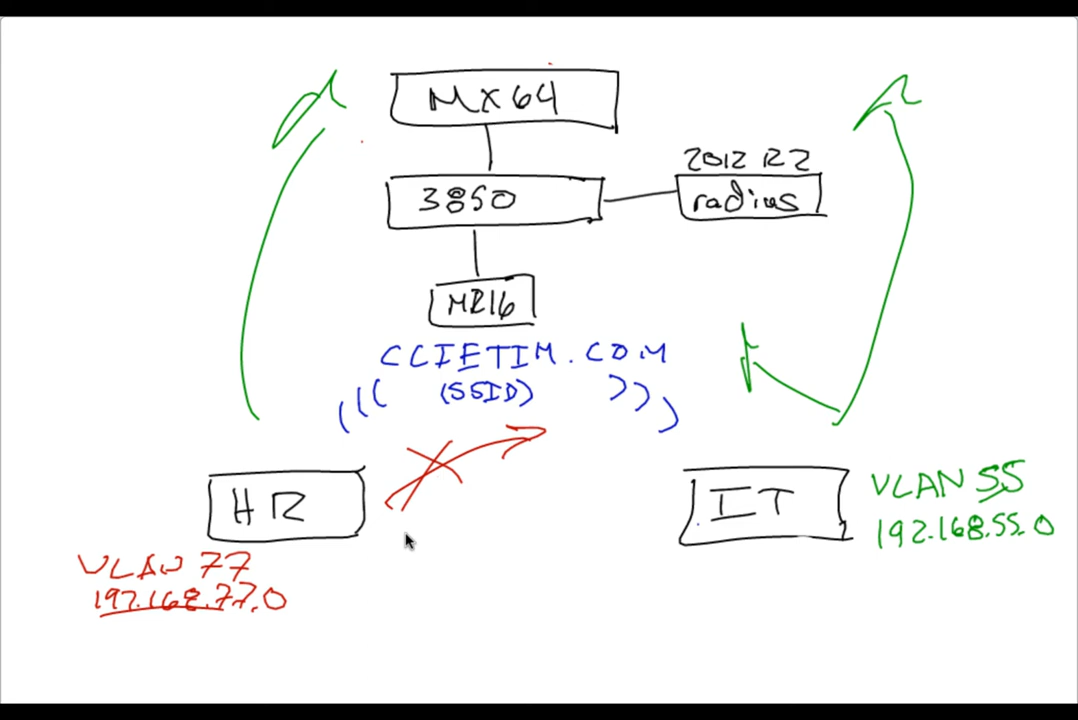 MX64
2012 R2
3850
radius
MR16
CCIETIM.COM
(SSID)
HR
IT
VLAN 55
192.168.55.0
VLAN 77
192.168.77.0